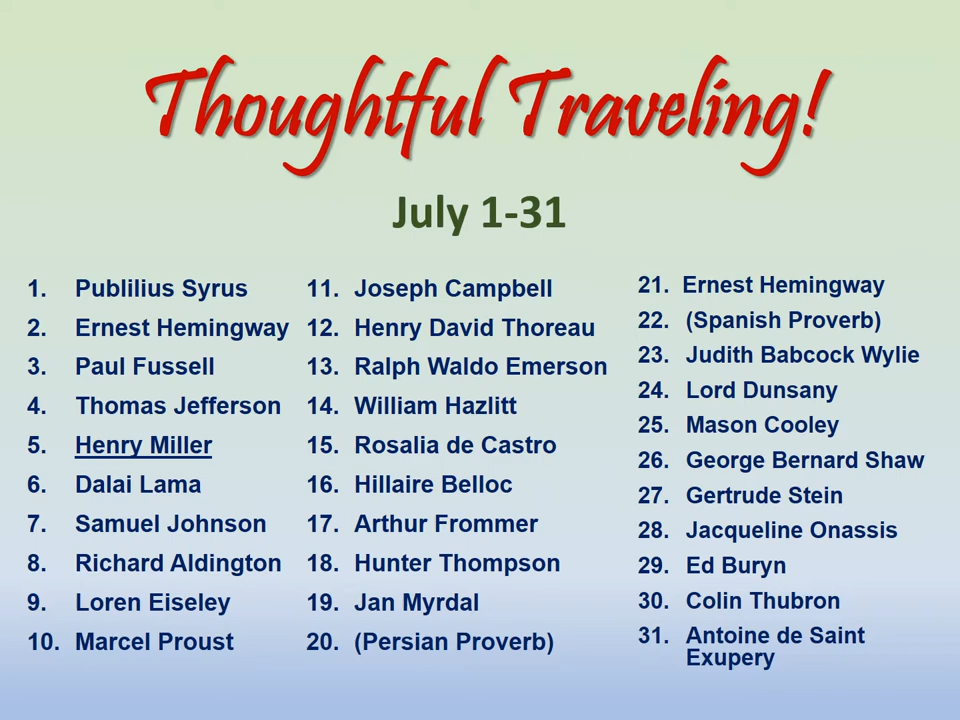 Thoughtful Traveling!
July 1-31
1. Publilius Syrus
2. Ernest Hemingway
3. Paul Fussell
4. Thomas Jefferson
5. Henry Miller
6. Dalai Lama
7. Samuel Johnson
8. Richard Aldington
9. Loren Eiseley
10. Marcel Proust
11. Joseph Campbell
12. Henry David Thoreau
13. Ralph Waldo Emerson
14. William Hazlitt
15. Rosalia de Castro
16. Hillaire Belloc
17. Arthur Frommer
18. Hunter Thompson
19. Jan Myrdal
20. (Persian Proverb)
21. Ernest Hemingway
22. (Spanish Proverb)
23. Judith Babcock Wylie
24. Lord Dunsany
25. Mason Cooley
26. George Bernard Shaw
27. Gertrude Stein
28. Jacqueline Onassis
29. Ed Buryn
30. Colin Thubron
31. Antoine de Saint
Exupery